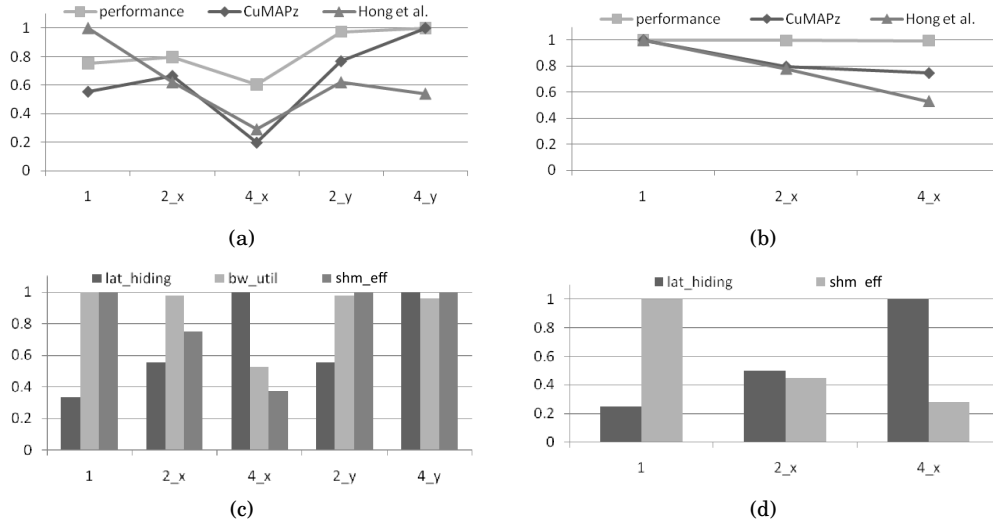 performance CuMAPz Hong et al.
1
0.8
0.6
0.4
0.2
0
1 2_x 4_x 2_y 4_y
(a)
performance CuMAPz Hong et al.
1
0.8
0.6
0.4
0.2
0
1 2_x 4_x
(b)
lat_hiding bw_util shm_eff
1
0.8
0.6
0.4
0.2
0
1 2_x 4_x 2_y 4_y
(c)
lat_hiding shm_eff
1
0.8
0.6
0.4
0.2
0
1 2_x 4_x
(d)